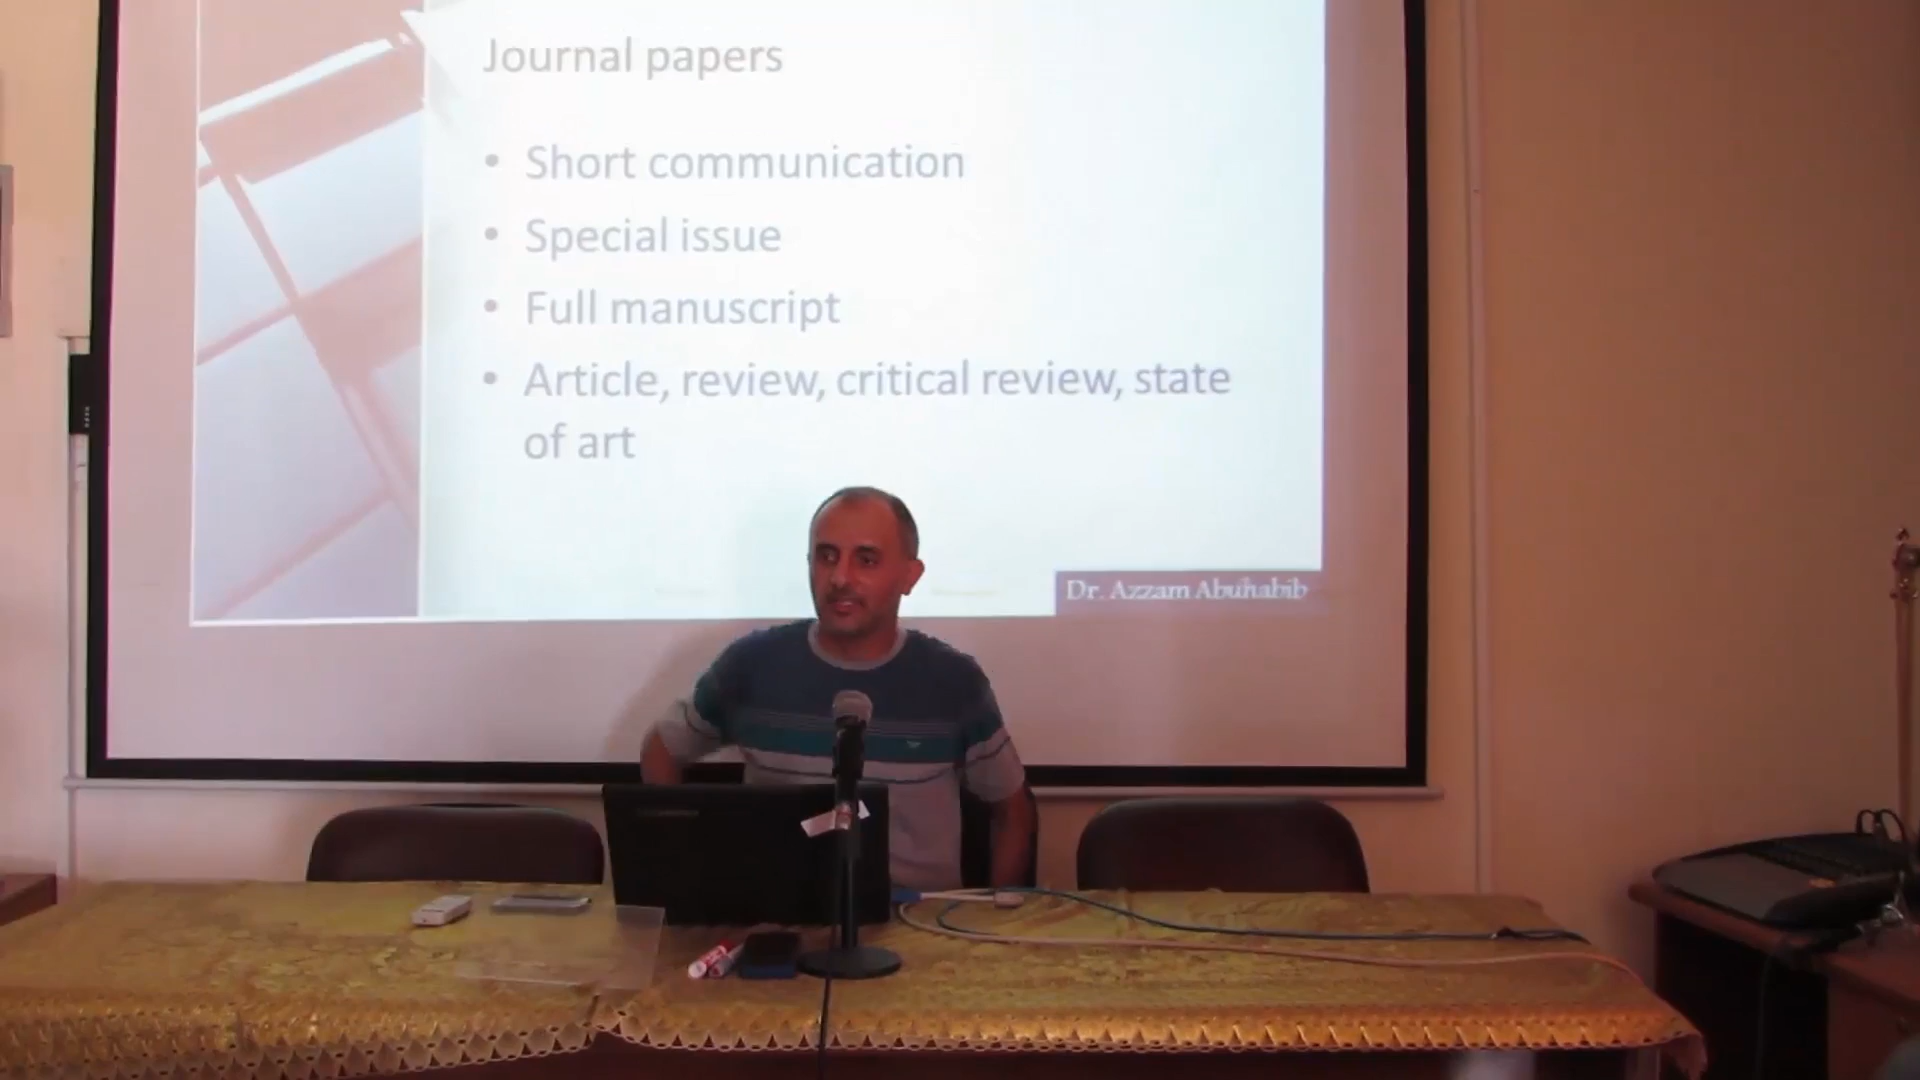 Journal papers
• Short communication
• Special issue
• Full manuscript
• Article, review, critical review, state
of art
Dr. Azzam Abuhabib